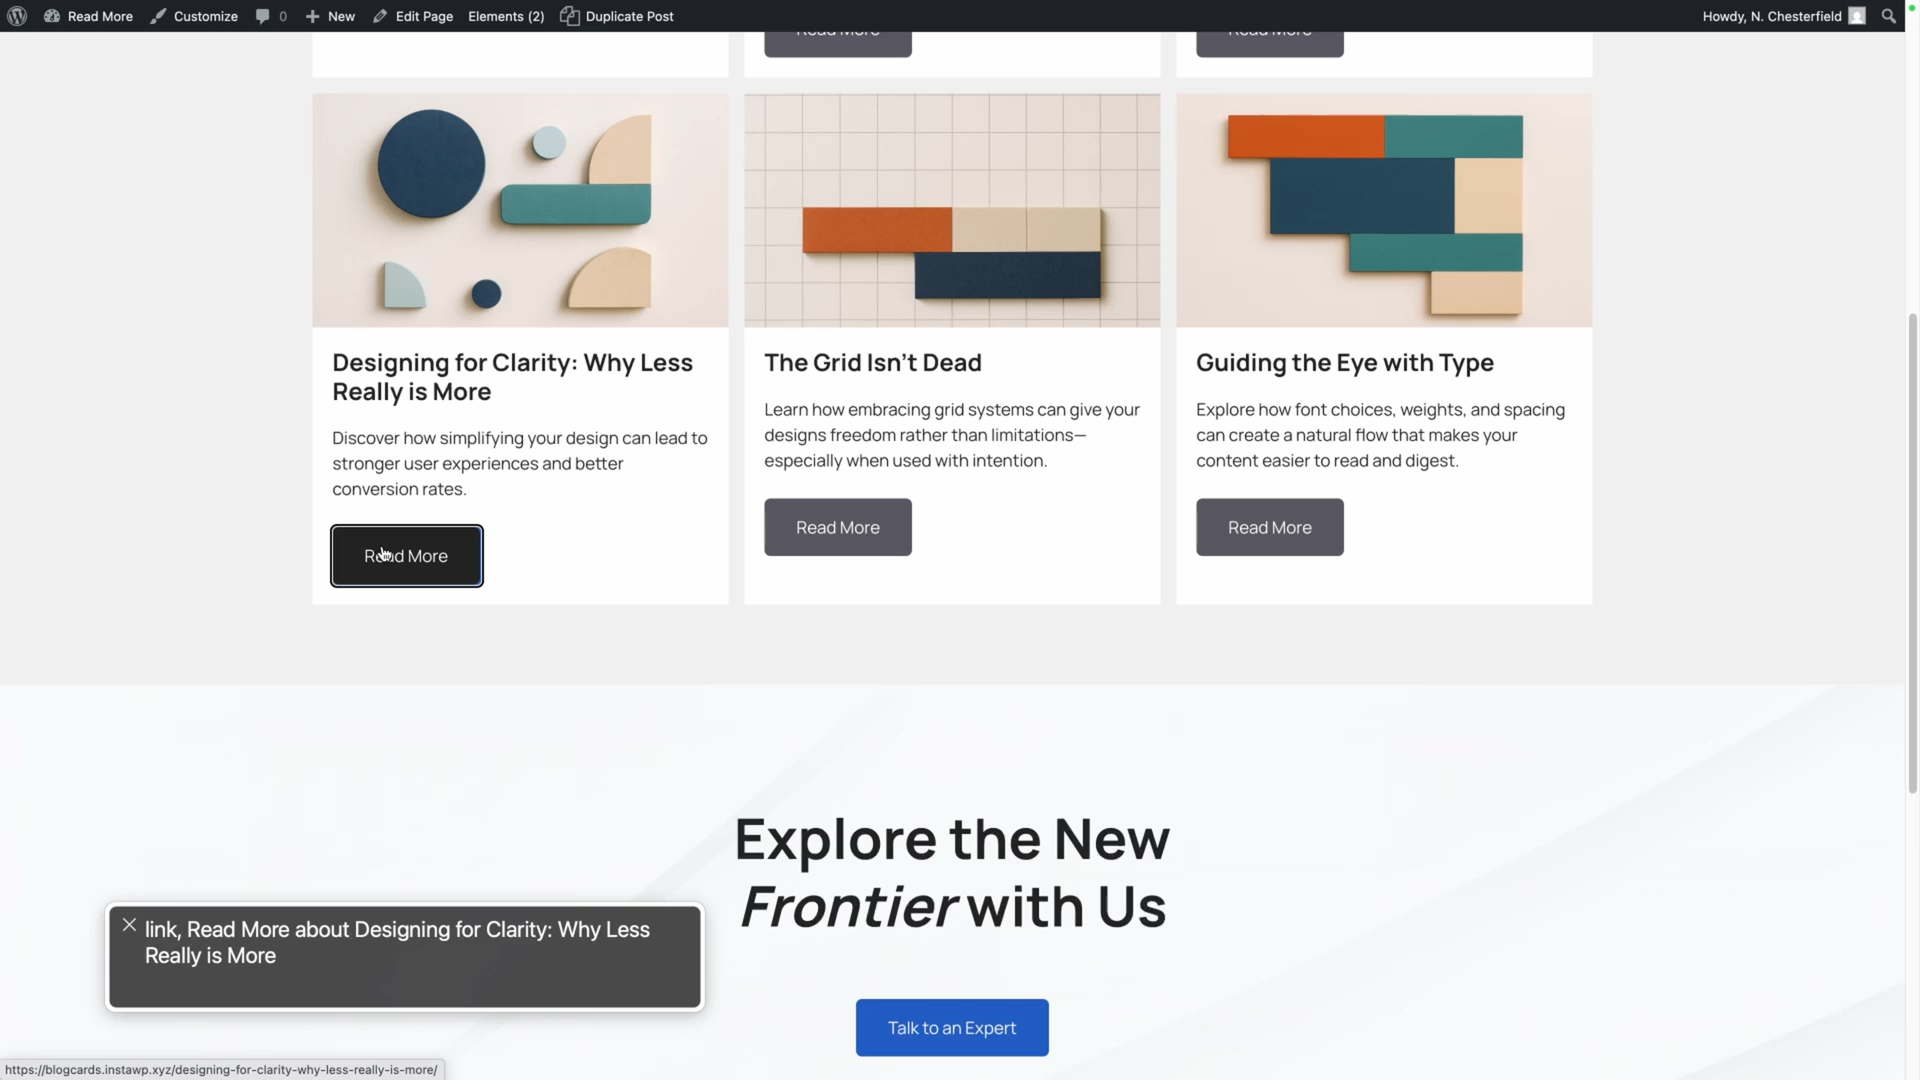 Read More Customize 0 New Edit Page Elements (2) Duplicate Post Howdy, N. Chesterfield
Read More Read More
Designing for Clarity: Why Less
Really is More
Discover how simplifying your design can lead to
stronger user experiences and better
conversion rates.
Read More
The Grid Isn't Dead
Learn how embracing grid systems can give your
designs freedom rather than limitations—
especially when used with intention.
Read More
Guiding the Eye with Type
Explore how font choices, weights, and spacing
can create a natural flow that makes your
content easier to read and digest.
Read More
Explore the New
Frontier with Us
Talk to an Expert
link, Read More about Designing for Clarity: Why Less
Really is More
https://blogcards.instawp.xyz/designing-for-clarity-why-less-really-is-more/